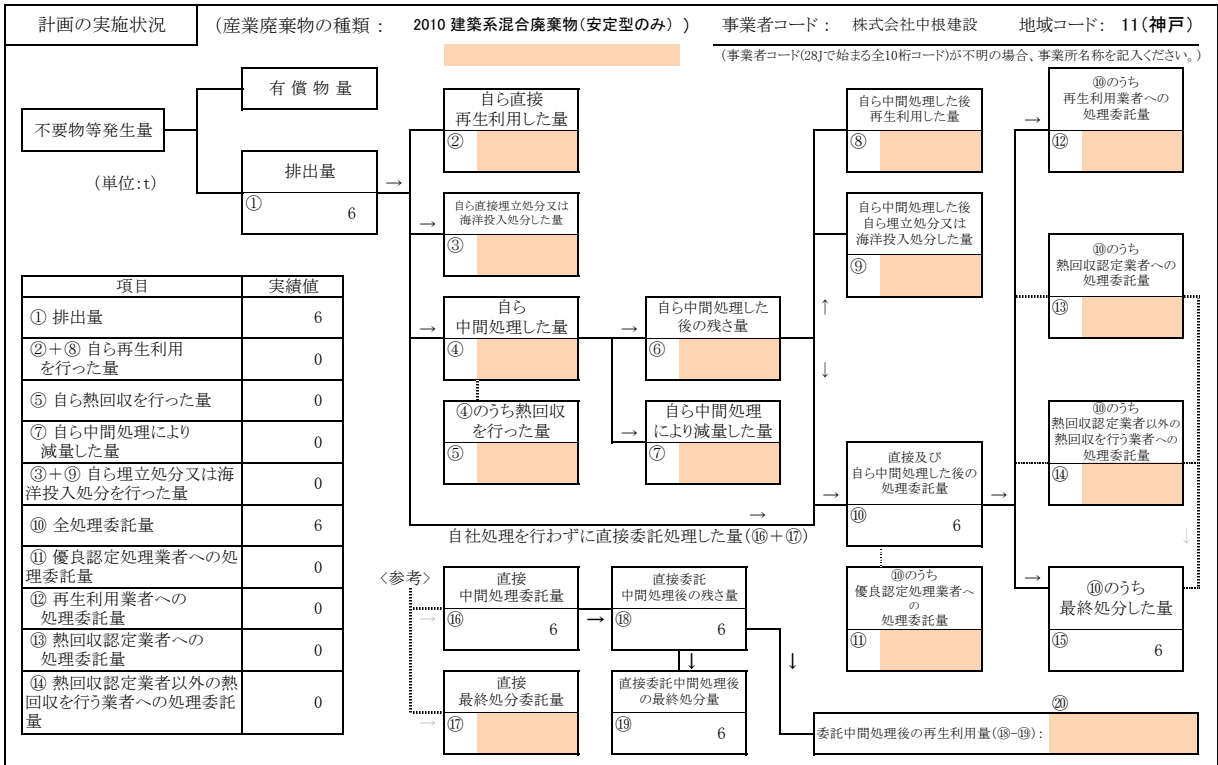 計画の実施状況 (産業廃棄物の種類： 2010 建築系混合廃棄物(安定型のみ) ) 事業者コード： 株式会社中根建設 地域コード： 11(神戸)
(事業者コード(28Jで始まる全10桁コード)が不明の場合、事業所名称を記入ください。)
不要物等発生量
(単位:t)
有償物量
排出量
① 6
→
自ら直接
再生利用した量
②
→
自ら直接埋立処分又は
海洋投入処分した量
③
→
自ら
中間処理した量
④
④のうち熱回収
を行った量
⑤
→
自ら中間処理した
後の残さ量
⑥
→
自ら中間処理
により減量した量
⑦
自ら中間処理した後
再生利用した量
⑧
自ら中間処理した後
自ら埋立処分又は
海洋投入処分した量
⑨
↑
↓
→
直接及び
自ら中間処理した後の
処理委託量
⑩ 6
→
⑩のうち
優良認定処理業者へ
の
処理委託量
⑪
→
⑩のうち
再生利用業者への
処理委託量
⑫
⑩のうち
熱回収認定業者への
処理委託量
⑬
⑩のうち
熱回収認定業者以外の
熱回収を行う業者への
処理委託量
⑭
↓
→
⑩のうち
最終処分した量
⑮ 6
→
自社処理を行わずに直接委託処理した量(⑯＋⑰)
〈参考〉
→
直接
中間処理委託量
⑯ 6
→
直接委託
中間処理後の残さ量
⑱ 6
↓
↓
→
直接
最終処分委託量
⑰
直接委託中間処理後
の最終処分量
⑲ 6
⑳
委託中間処理後の再生利用量(⑱-⑲)：
項目 実績値
① 排出量 6
②＋⑧ 自ら再生利用
を行った量 0
⑤ 自ら熱回収を行った量 0
⑦ 自ら中間処理により
減量した量 0
③＋⑨ 自ら埋立処分又は海
洋投入処分を行った量 0
⑩ 全処理委託量 6
⑪ 優良認定処理業者への処
理委託量 0
⑫ 再生利用業者への
処理委託量 0
⑬ 熱回収認定業者への
処理委託量 0
⑭ 熱回収認定業者以外の熱
回収を行う業者への処理委託
量 0